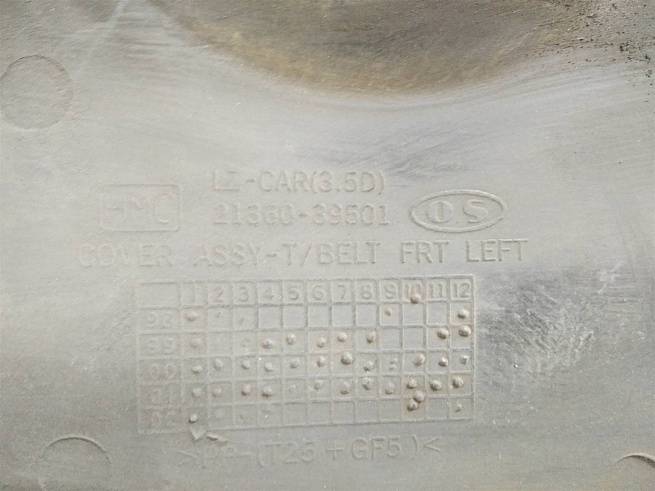 LZ-CAR(3.5D)
HMC 21360-39501 OS
COVER ASSY-T/BELT FRT LEFT
1 2 3 4 5 6 7 8 9 10 11 12
98
99
00
01
02
>PP-(T26+GF5)<